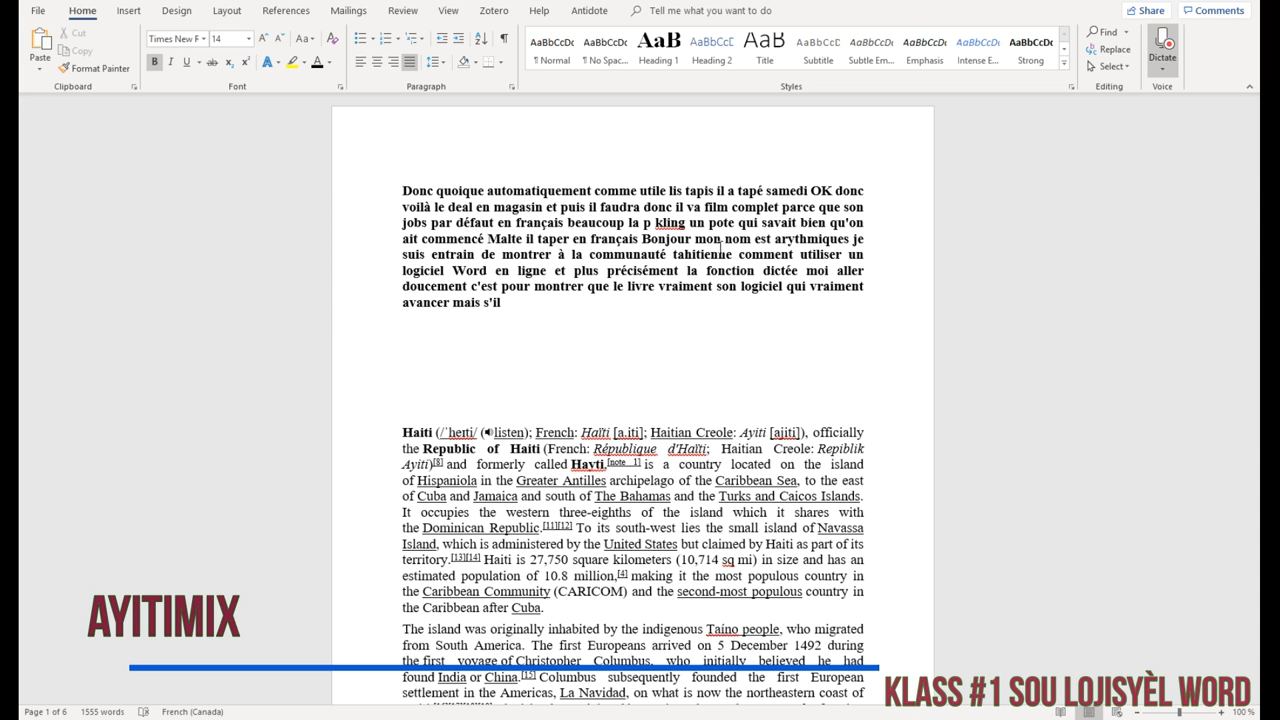 File Home Insert Design Layout References Mailings Review View Zotero Help Antidote Tell me what you want to do Share Comments
Paste Cut Copy Format Painter Clipboard
Times New F 14 Aa Font
Paragraph
AaBbCcDc AaBbCcDc AaB AaBbCcD AaB AaBbCcDc AaBbCcDc AaBbCcDc AaBbCcDc AaBbCcDc
¶ Normal ¶ No Spac... Heading 1 Heading 2 Title Subtitle Subtle Em... Emphasis Intense E... Strong
Styles
Find Replace Select Editing
Dictate Voice
Donc quoique automatiquement comme utile lis tapis il a tapé samedi OK donc
voilà le deal en magasin et puis il faudra donc il va film complet parce que son
jobs par défaut en français beaucoup la p kling un pote qui savait bien qu'on
ait commencé Malte il taper en français Bonjour mon nom est arythmiques je
suis entrain de montrer à la communauté tahitienne comment utiliser un
logiciel Word en ligne et plus précisément la fonction dictée moi aller
doucement c'est pour montrer que le livre vraiment son logiciel qui vraiment
avancer mais s'il
Haiti (/ˈheɪti/ (listen); French: Haïti [a.iti]; Haitian Creole: Ayiti [ajiti]), officially
the Republic of Haiti (French: République d'Haïti; Haitian Creole: Repiblik
Ayiti)[8] and formerly called Hayti,[note 1] is a country located on the island
of Hispaniola in the Greater Antilles archipelago of the Caribbean Sea, to the east
of Cuba and Jamaica and south of The Bahamas and the Turks and Caicos Islands.
It occupies the western three-eighths of the island which it shares with
the Dominican Republic.[11][12] To its south-west lies the small island of Navassa
Island, which is administered by the United States but claimed by Haiti as part of its
territory.[13][14] Haiti is 27,750 square kilometers (10,714 sq mi) in size and has an
estimated population of 10.8 million,[4] making it the most populous country in
the Caribbean Community (CARICOM) and the second-most populous country in
the Caribbean after Cuba.
The island was originally inhabited by the indigenous Taíno people, who migrated
from South America. The first Europeans arrived on 5 December 1492 during
the first voyage of Christopher Columbus, who initially believed he had
found India or China.[15] Columbus subsequently founded the first European
settlement in the Americas, La Navidad, on what is now the northeastern coast of
AYITIMIX
KLASS #1 SOU LOJISYÈL WORD
Page 1 of 6 1555 words French (Canada) 100 %